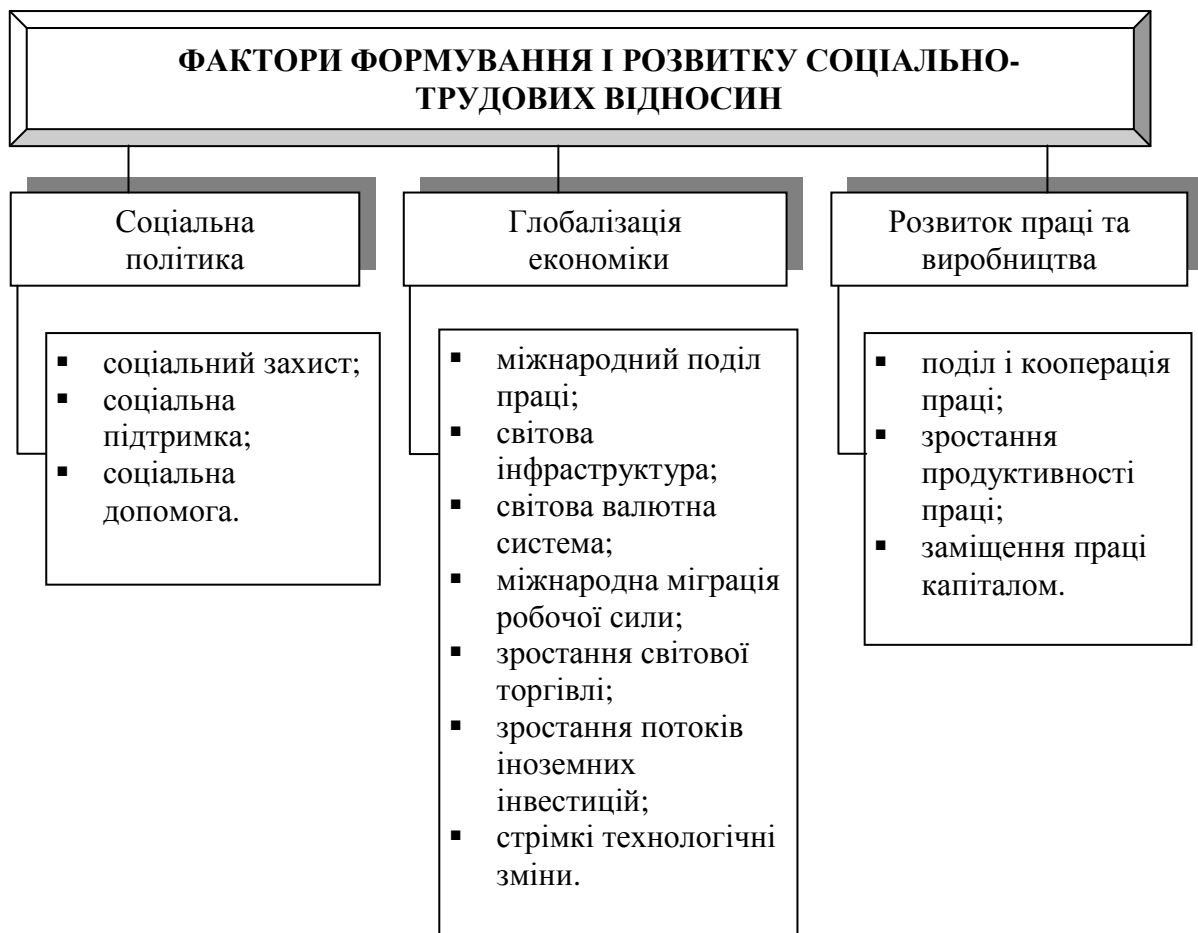 ФАКТОРИ ФОРМУВАННЯ І РОЗВИТКУ СОЦІАЛЬНО-
ТРУДОВИХ ВІДНОСИН
Соціальна
політика
▪ соціальний захист;
▪ соціальна
підтримка;
▪ соціальна
допомога.
Глобалізація
економіки
▪ міжнародний поділ
праці;
▪ світова
інфраструктура;
▪ світова валютна
система;
▪ міжнародна міграція
робочої сили;
▪ зростання світової
торгівлі;
▪ зростання потоків
іноземних
інвестицій;
▪ стрімкі технологічні
зміни.
Розвиток праці та
виробництва
▪ поділ і кооперація
праці;
▪ зростання
продуктивності
праці;
▪ заміщення праці
капіталом.